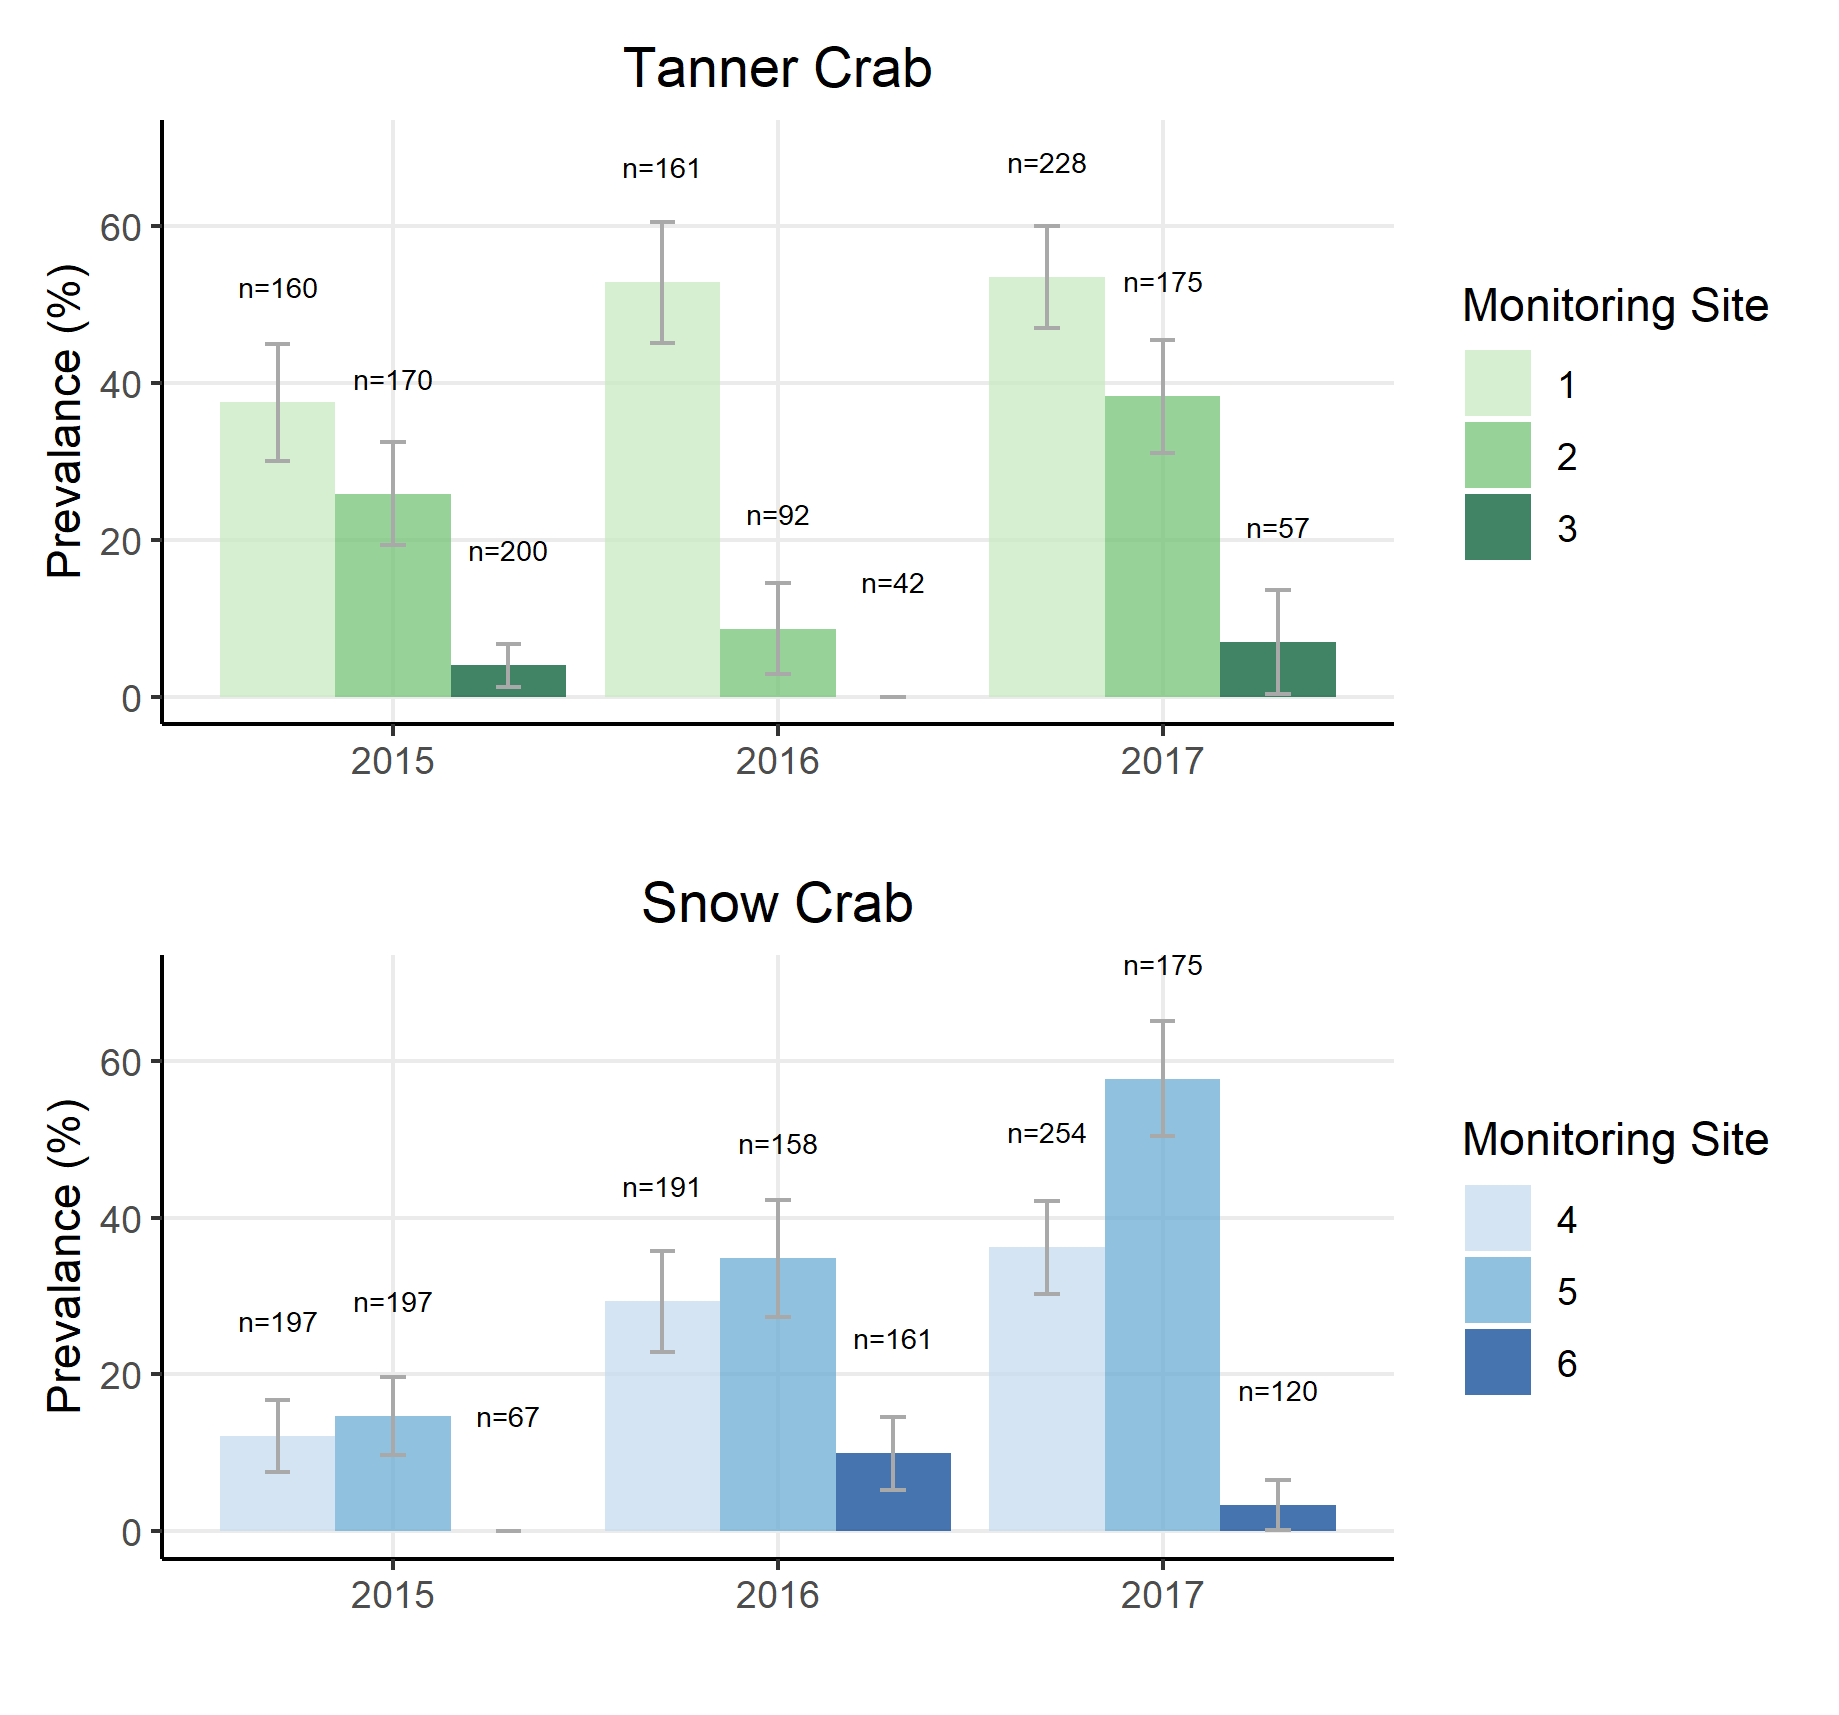 Tanner Crab
Prevalance (%)
60
40
20
0
n=160
n=170
n=200
n=161
n=92
n=42
n=228
n=175
n=57
2015
2016
2017
Monitoring Site
1
2
3
Snow Crab
Prevalance (%)
60
40
20
0
n=197
n=197
n=67
n=191
n=158
n=161
n=254
n=175
n=120
2015
2016
2017
Monitoring Site
4
5
6